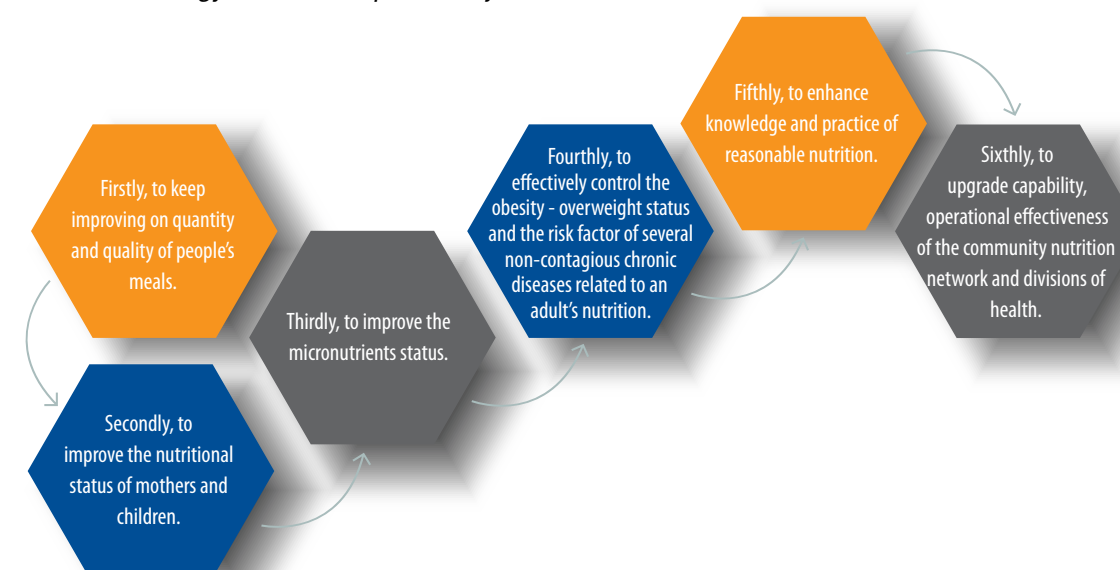 Firstly, to keep
improving on quantity
and quality of people's
meals.
Secondly, to
improve the nutritional
status of mothers and
children.
Thirdly, to improve the
micronutrients status.
Fourthly, to
effectively control the
obesity - overweight status
and the risk factor of several
non-contagious chronic
diseases related to an
adult's nutrition.
Fifthly, to enhance
knowledge and practice of
reasonable nutrition.
Sixthly, to
upgrade capability,
operational effectiveness
of the community nutrition
network and divisions of
health.